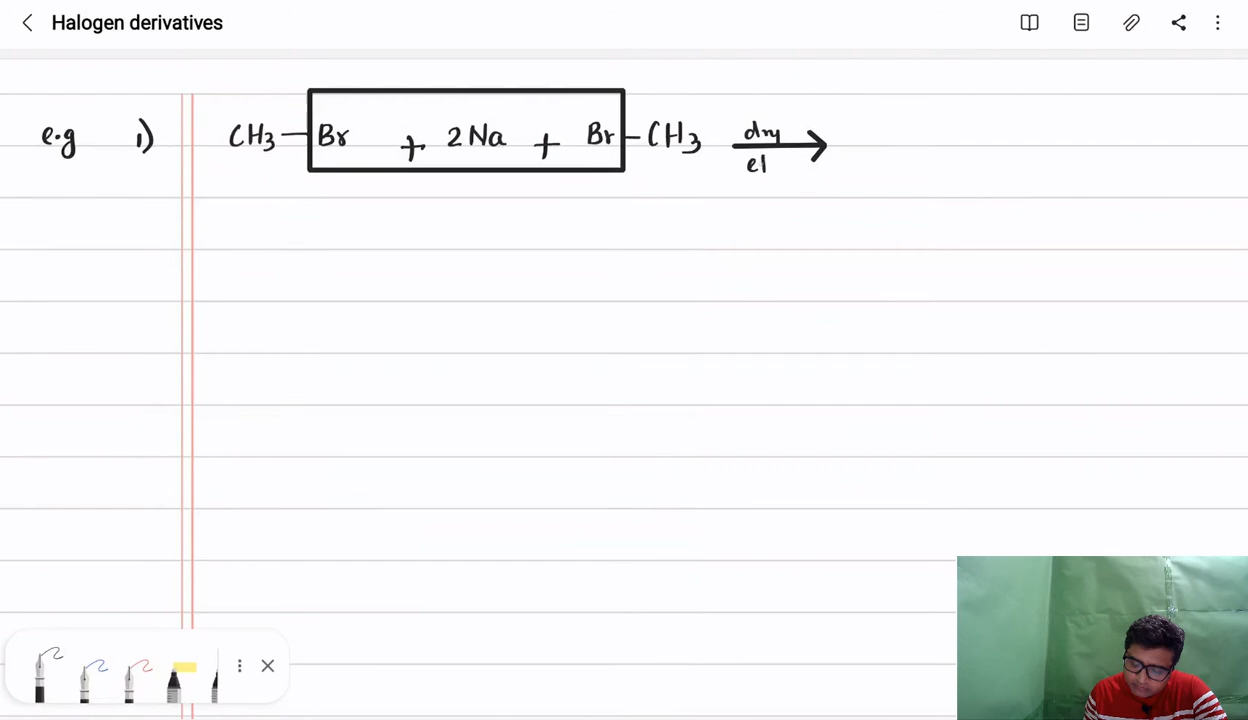 Halogen derivatives
e.g 1) CH3—Br + 2Na + Br—CH3 dry
el